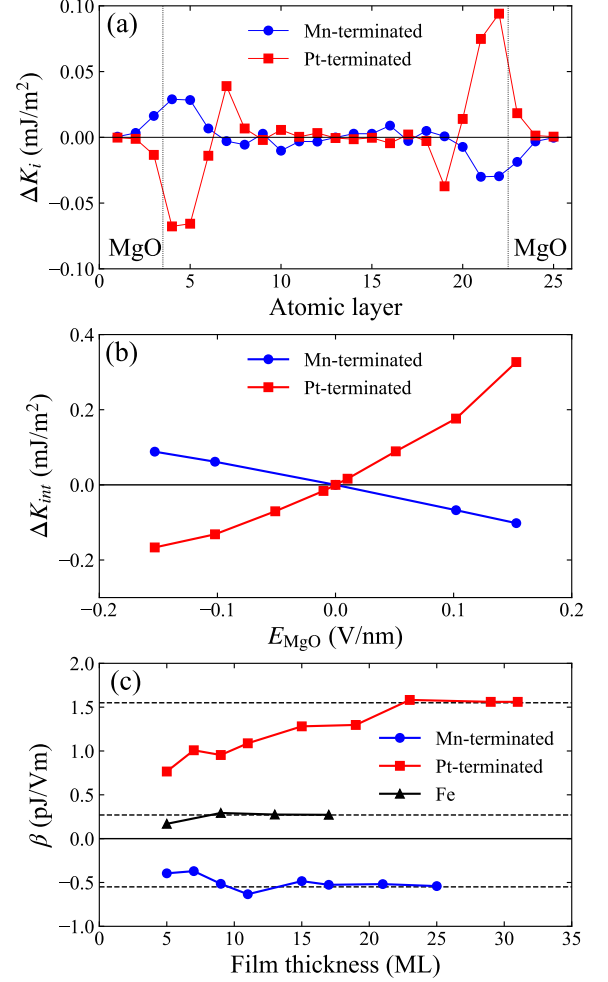 (a)
Mn-terminated
Pt-terminated
0.10
0.05
0.00
−0.05
−0.10
ΔK_i (mJ/m²)
MgO
MgO
0 5 10 15 20 25
Atomic layer
(b)
Mn-terminated
Pt-terminated
0.4
0.2
0.0
−0.2
ΔK_int (mJ/m²)
−0.2 −0.1 0.0 0.1 0.2
E_MgO (V/nm)
(c)
Mn-terminated
Pt-terminated
Fe
2.0
1.5
1.0
0.5
0.0
−0.5
−1.0
β (pJ/Vm)
0 5 10 15 20 25 30 35
Film thickness (ML)